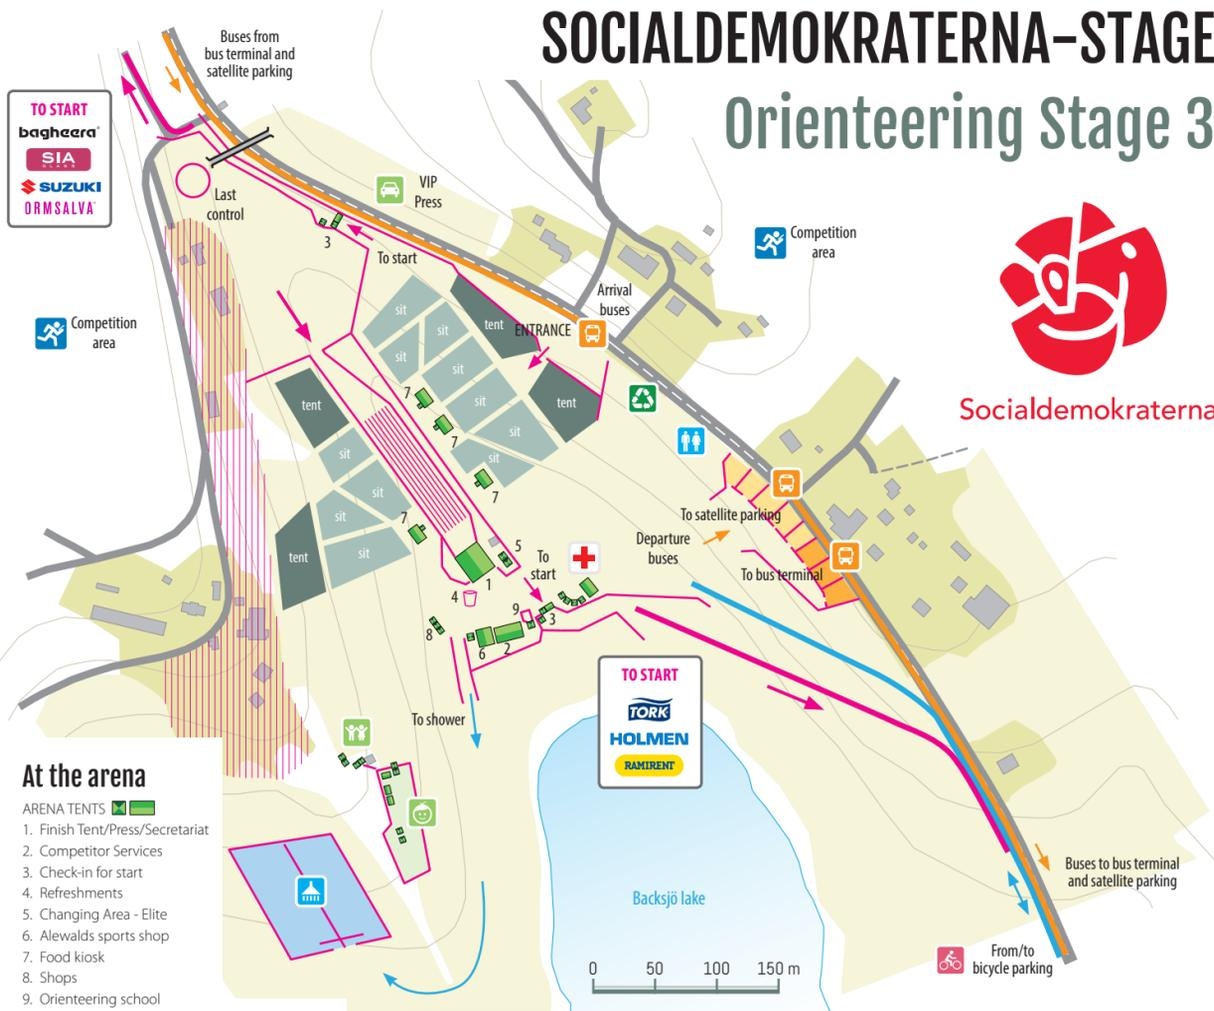 SOCIALDEMOKRATERNA-STAGE
Orienteering Stage 3
Buses from
bus terminal and
satellite parking
TO START
bagheera
SIA
GLASS
SUZUKI
ORMSALVA
Last
control
VIP
Press
3
To start
Competition
area
Competition
area
Arrival
buses
ENTRANCE
Socialdemokraterna
sit
sit
sit
sit
sit
sit
sit
tent
tent
tent
tent
sit
sit
sit
sit
7
7
7
7
To satellite parking
Departure
buses
To bus terminal
5
1
To
start
4
9
3
8
6
2
To shower
TO START
TORK
HOLMEN
RAMIRENT
At the arena
ARENA TENTS
1. Finish Tent/Press/Secretariat
2. Competitor Services
3. Check-in for start
4. Refreshments
5. Changing Area - Elite
6. Alewalds sports shop
7. Food kiosk
8. Shops
9. Orienteering school
Backsjö lake
0 50 100 150 m
Buses to bus terminal
and satellite parking
From/to
bicycle parking